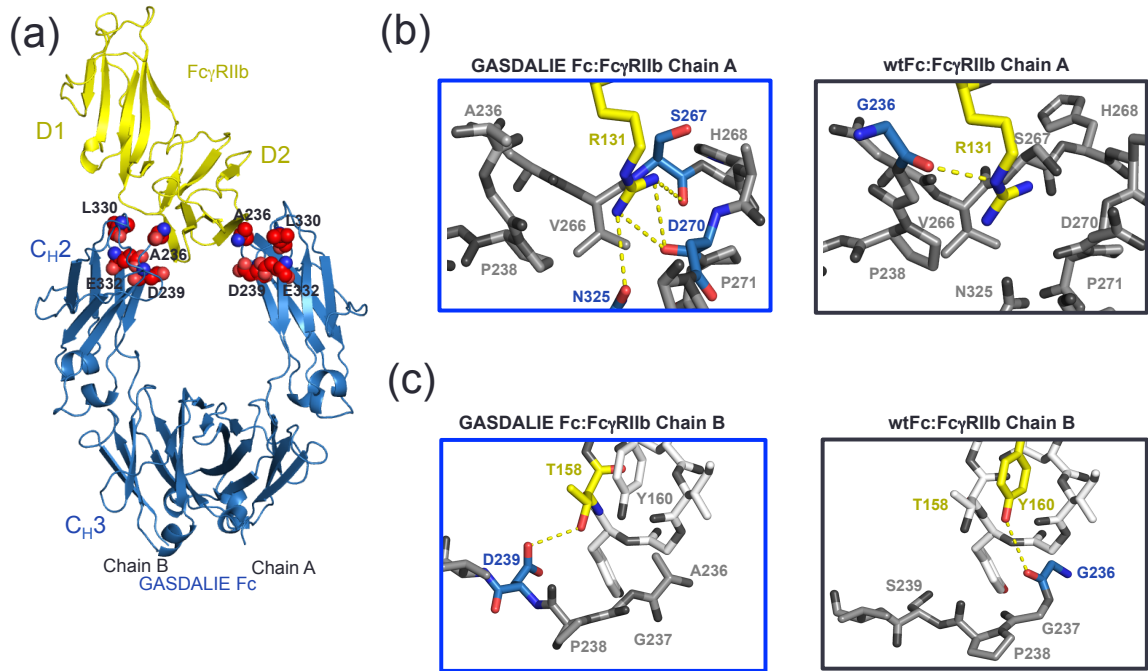 (a)
FcγRIIb
D1
D2
L330
A236
L330
A236
CH2
E332
D239
D239
E332
CH3
Chain B
Chain A
GASDALIE Fc
(b)
GASDALIE Fc:FcγRIIb Chain A
A236
S267
R131
H268
V266
D270
P238
P271
N325
wtFc:FcγRIIb Chain A
G236
H268
R131
S267
V266
D270
P238
N325
P271
(c)
GASDALIE Fc:FcγRIIb Chain B
T158
Y160
D239
A236
G237
P238
wtFc:FcγRIIb Chain B
T158
Y160
G236
S239
G237
P238